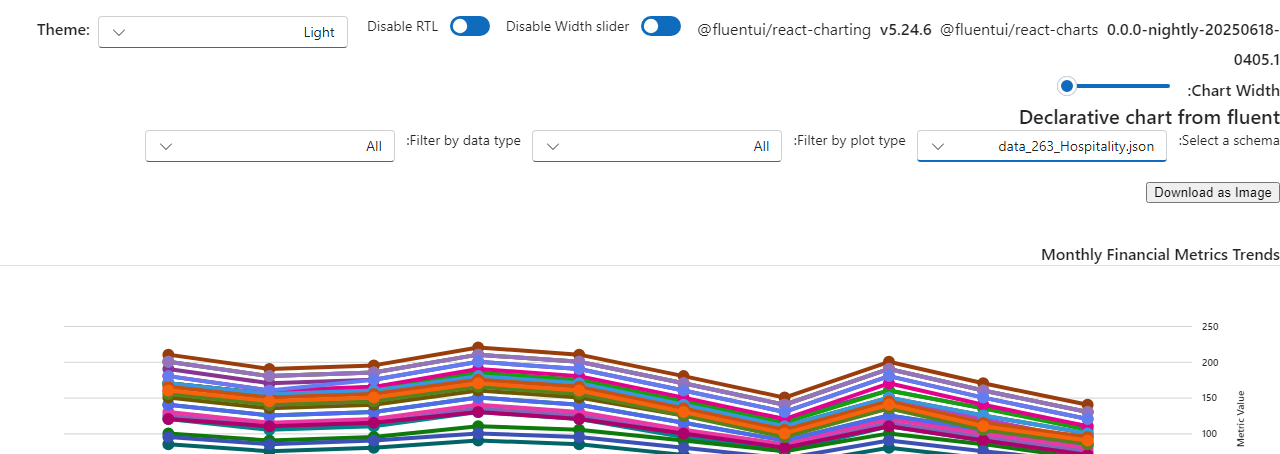 Theme: Light Disable RTL Disable Width slider @fluentui/react-charting v5.24.6 @fluentui/react-charts 0.0.0-nightly-20250618-
0405.1
:Chart Width
Declarative chart from fluent
:Select a schema data_263_Hospitality.json :Filter by plot type All :Filter by data type All
Download as Image
Monthly Financial Metrics Trends
250
200
150
100
Metric Value